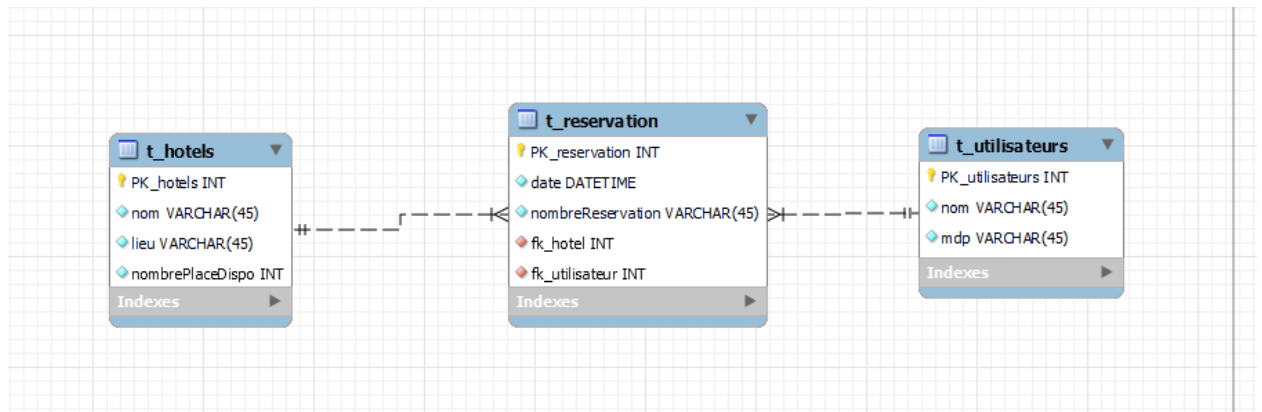 t_hotels
PK_hotels INT
nom VARCHAR(45)
lieu VARCHAR(45)
nombrePlaceDispo INT
Indexes
t_reservation
PK_reservation INT
date DATETIME
nombreReservation VARCHAR(45)
fk_hotel INT
fk_utilisateur INT
Indexes
t_utilisateurs
PK_utilisateurs INT
nom VARCHAR(45)
mdp VARCHAR(45)
Indexes